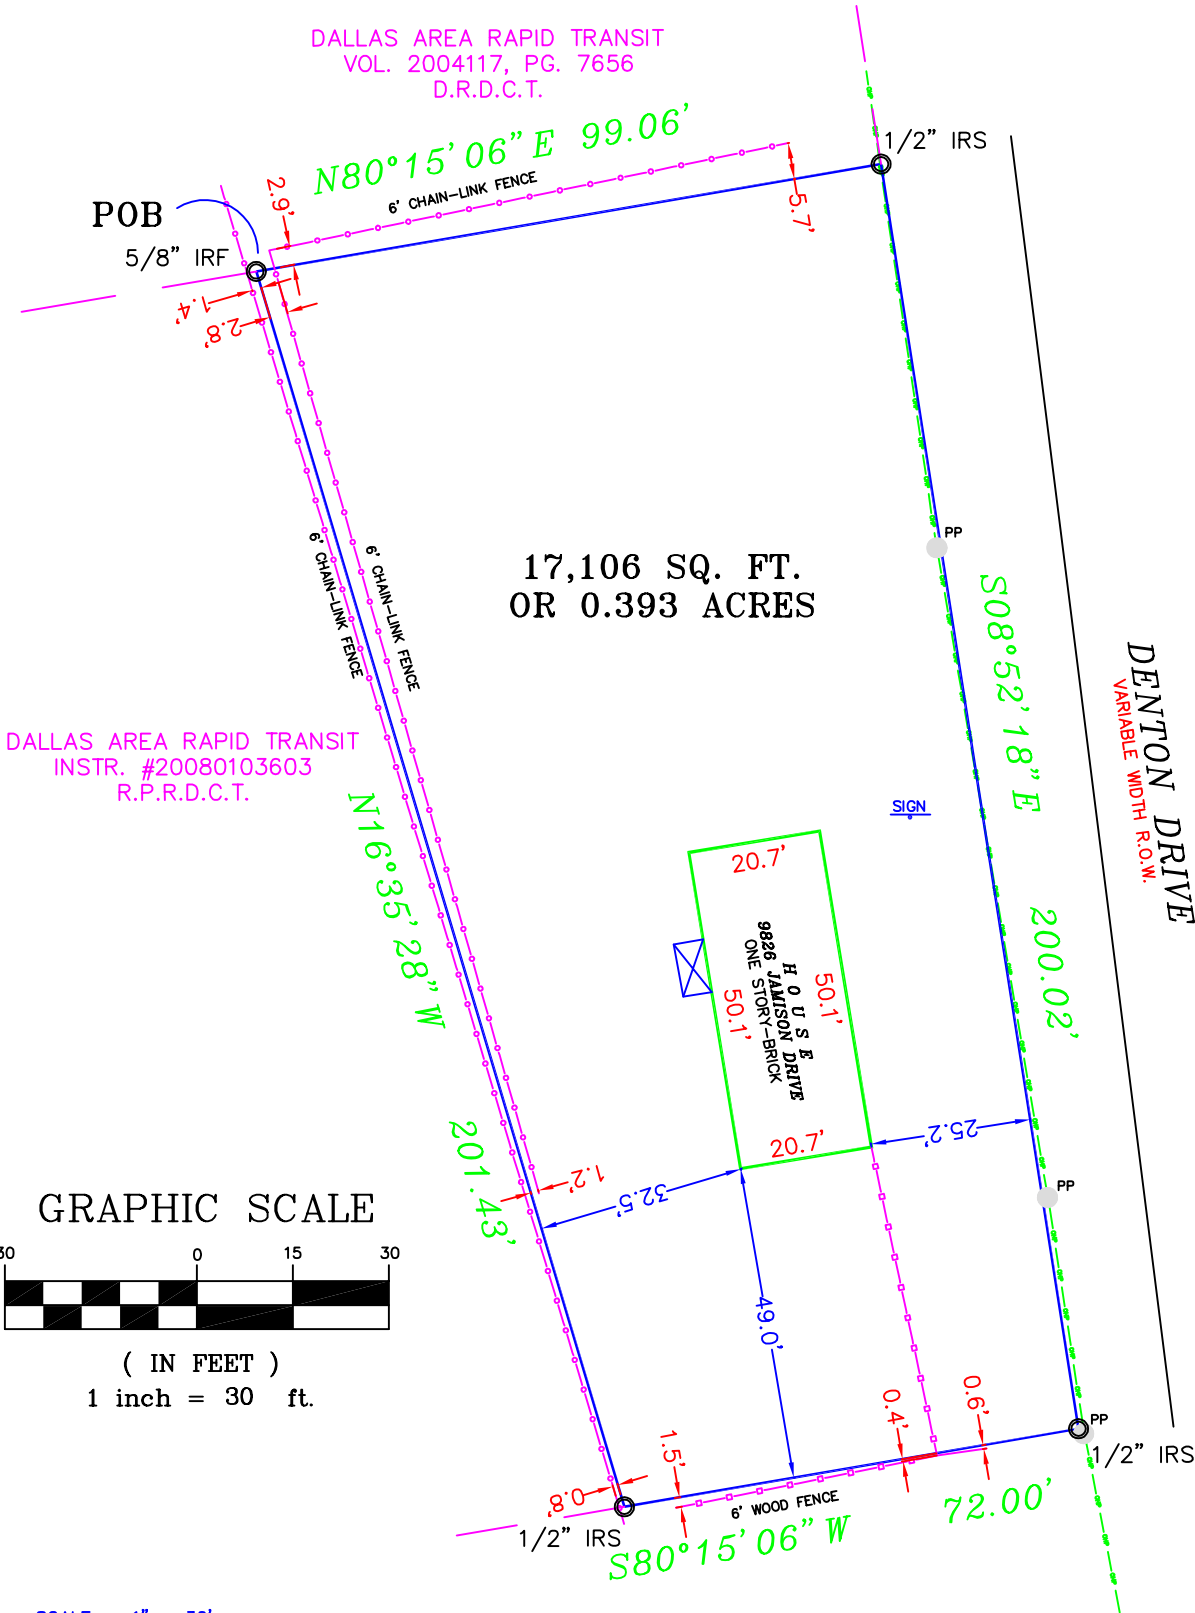 DALLAS AREA RAPID TRANSIT
VOL. 2004117, PG. 7656
D.R.D.C.T.
N80°15'06"E 99.06'
6' CHAIN-LINK FENCE
1/2" IRS
POB
5/8" IRF
2.9'
5.7'
1.4'
2.8'
PP
17,106 SQ. FT.
OR 0.393 ACRES
6' CHAIN-LINK FENCE
6' CHAIN-LINK FENCE
S08°52'18"E
200.02'
DENTON DRIVE
VARIABLE WIDTH R.O.W.
DALLAS AREA RAPID TRANSIT
INSTR. #20080103603
R.P.R.D.C.T.
N16°35'28"W
201.43'
SIGN
20.7'
HOUSE
9826 JAMISON DRIVE
ONE STORY-BRICK
50.1'
50.1'
20.7'
25.2'
32.5'
1.2'
49.0'
PP
GRAPHIC SCALE
30 0 15 30
( IN FEET )
1 inch = 30 ft.
0.4'
0.6'
1.5'
0.8'
PP
1/2" IRS
6' WOOD FENCE
72.00'
1/2" IRS
S80°15'06"W